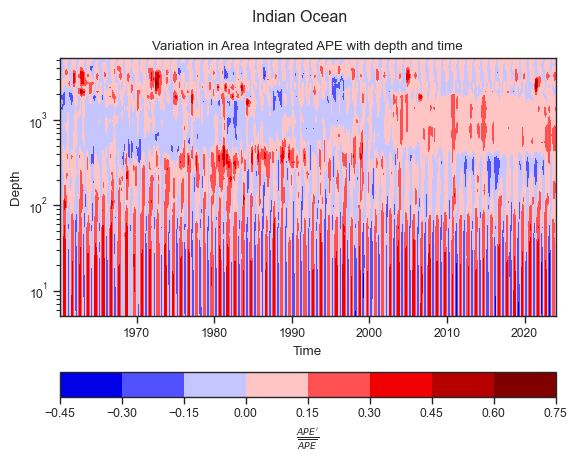 Indian Ocean
Variation in Area Integrated APE with depth and time
10³
10²
10¹
Depth
1970 1980 1990 2000 2010 2020
Time
−0.45 −0.30 −0.15 0.00 0.15 0.30 0.45 0.60 0.75
APE′
APE